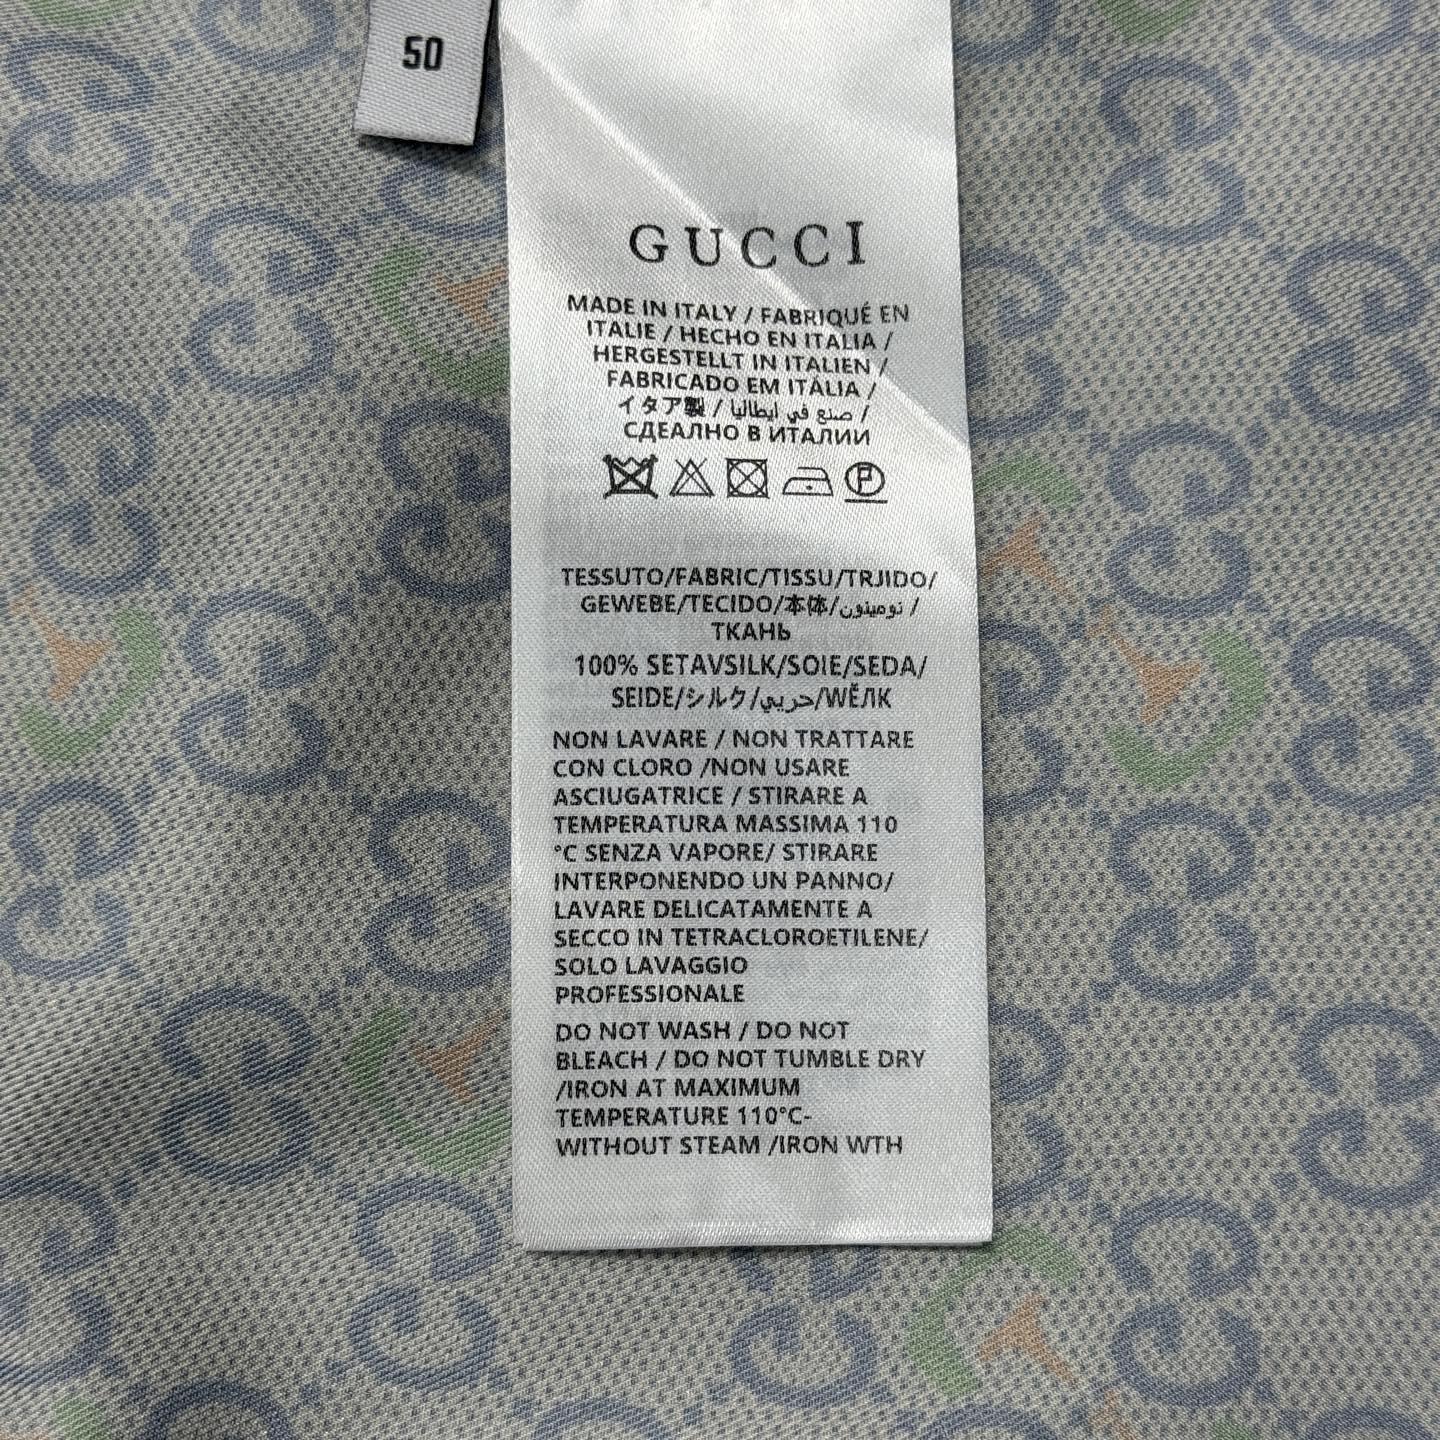 50
GUCCI
MADE IN ITALY / FABRIQUÉ EN
ITALIE / HECHO EN ITALIA /
HERGESTELLT IN ITALIEN /
FABRICADO EM ITÁLIA /
イタア製 / صنع في ايطاليا /
СДЕАЛНО В ИТАЛИИ
P
TESSUTO/FABRIC/TISSU/TRJIDO/
GEWEBE/TECIDO/本体/نومينون /
ТКАНЬ
100% SETAVSILK/SOIE/SEDA/
SEIDE/シルク/حريي/WЁЛК
NON LAVARE / NON TRATTARE
CON CLORO /NON USARE
ASCIUGATRICE / STIRARE A
TEMPERATURA MASSIMA 110
°C SENZA VAPORE/ STIRARE
INTERPONENDO UN PANNO/
LAVARE DELICATAMENTE A
SECCO IN TETRACLOROETILENE/
SOLO LAVAGGIO
PROFESSIONALE
DO NOT WASH / DO NOT
BLEACH / DO NOT TUMBLE DRY
/IRON AT MAXIMUM
TEMPERATURE 110°C-
WITHOUT STEAM /IRON WTH